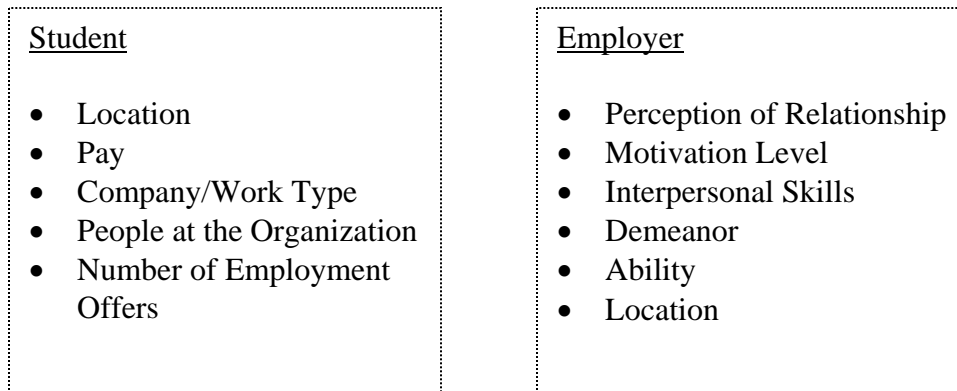 Student
• Location
• Pay
• Company/Work Type
• People at the Organization
• Number of Employment
Offers
Employer
• Perception of Relationship
• Motivation Level
• Interpersonal Skills
• Demeanor
• Ability
• Location